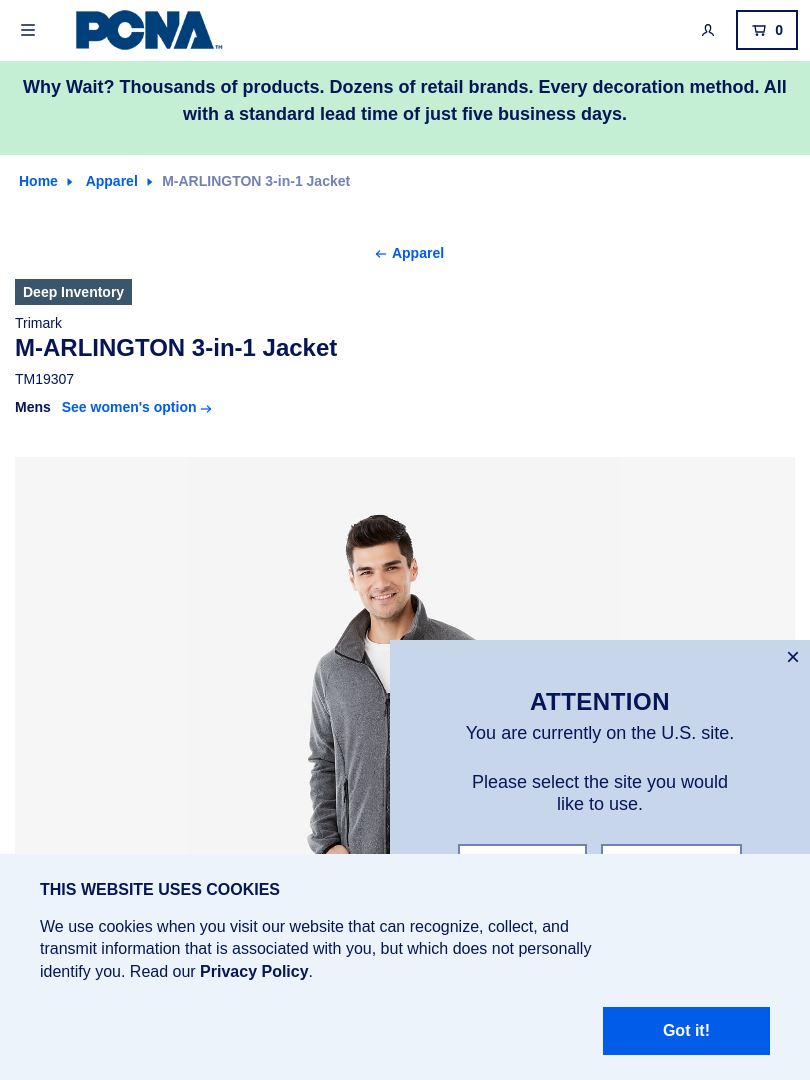 PCNA™
0
Why Wait? Thousands of products. Dozens of retail brands. Every decoration method. All
with a standard lead time of just five business days.
Home Apparel M-ARLINGTON 3-in-1 Jacket
Apparel
Deep Inventory
Trimark
M-ARLINGTON 3-in-1 Jacket
TM19307
Mens See women's option
ATTENTION
You are currently on the U.S. site.
Please select the site you would
like to use.
THIS WEBSITE USES COOKIES
We use cookies when you visit our website that can recognize, collect, and
transmit information that is associated with you, but which does not personally
identify you. Read our Privacy Policy.
Got it!